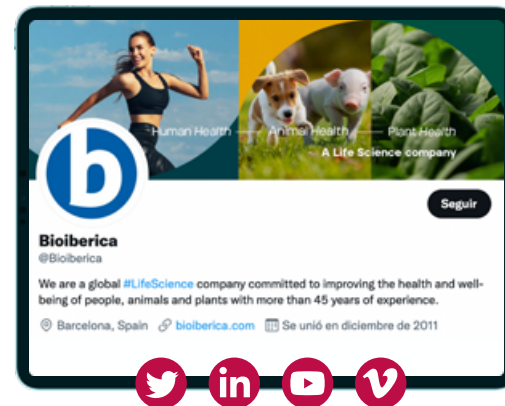 Human Health — Animal Health — Plant Health
A Life Science company
b
Seguir
Bioiberica
@Bioiberica
We are a global #LifeScience company committed to improving the health and well-
being of people, animals and plants with more than 45 years of experience.
Barcelona, Spain bioiberica.com Se unió en diciembre de 2011
in